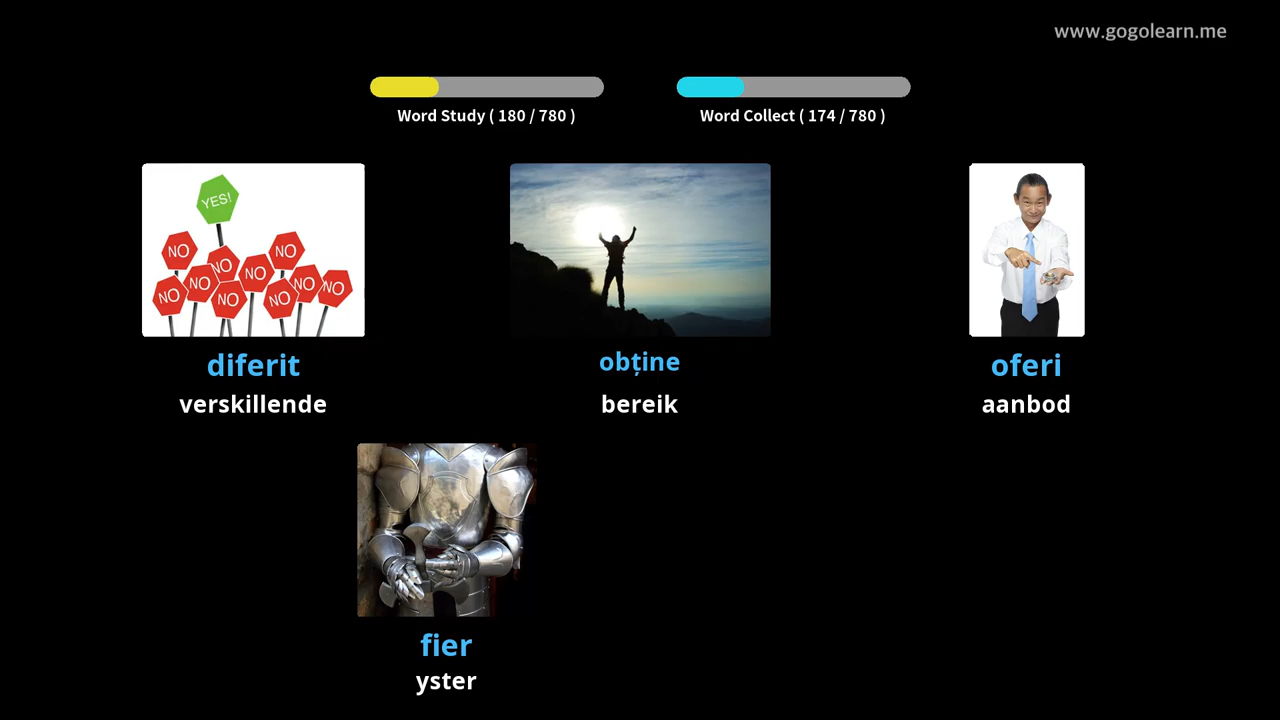 www.gogolearn.me
Word Study ( 180 / 780 )
Word Collect ( 174 / 780 )
YES!
NO
NO
NO
NO
NO
NO
NO
NO
NO
NO
diferit
verskillende
obține
bereik
oferi
aanbod
fier
yster